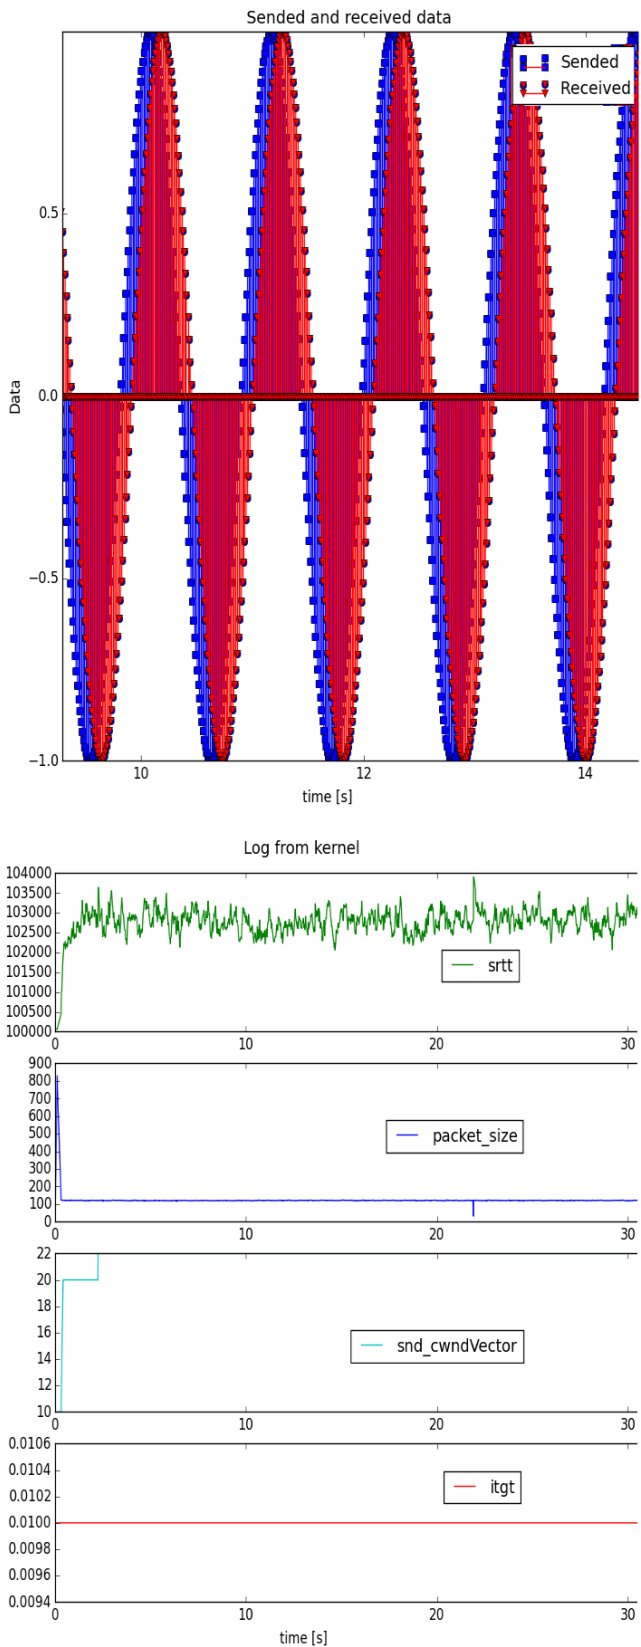 Sended and received data
Sended
Received
0.5
0.0
−0.5
−1.0
Data
10 12 14
time [s]
Log from kernel
104000
103500
103000
102500
102000
101500
101000
100500
100000
srtt
0 10 20 30
900
800
700
600
500
400
300
200
100
0
packet_size
0 10 20 30
22
20
18
16
14
12
10
snd_cwndVector
0 10 20 30
0.0106
0.0104
0.0102
0.0100
0.0098
0.0096
0.0094
itgt
0 10 20 30
time [s]